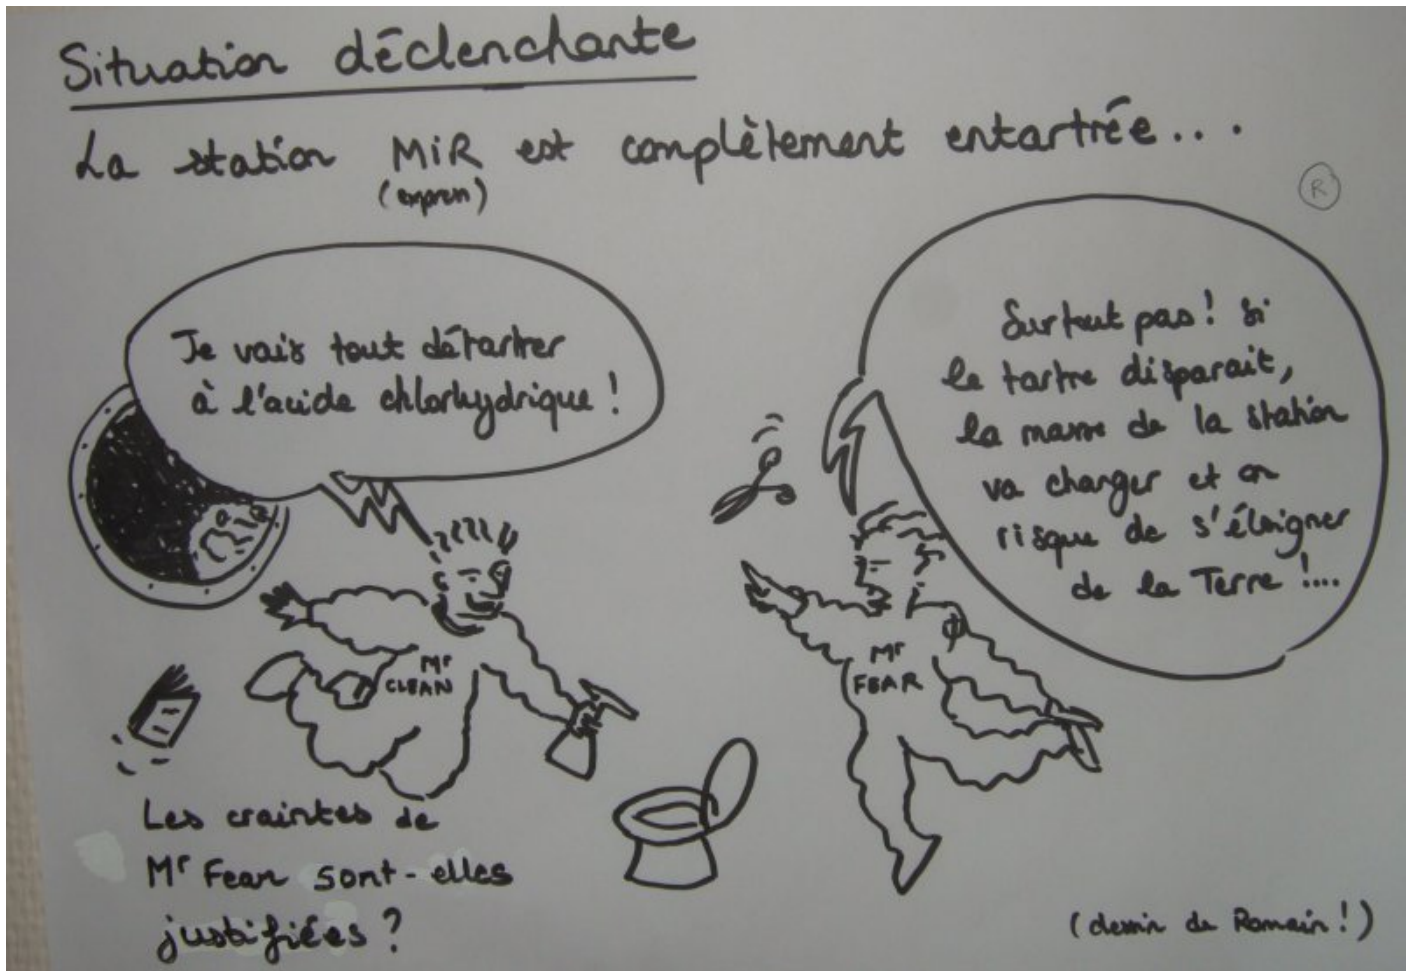 Situation déclenchante
La station MiR est complètement entartrée...
(expren)
R
Je vais tout détartrer
à l'acide chlorhydrique !
Surtout pas ! Si
le tartre disparait,
la masse de la station
va changer et on
risque de s'éloigner
de la Terre !....
Mr
CLEAN
Mr
FEAR
Les craintes de
Mr Fear sont-elles
justifiées ?
(dessin de Romain !)